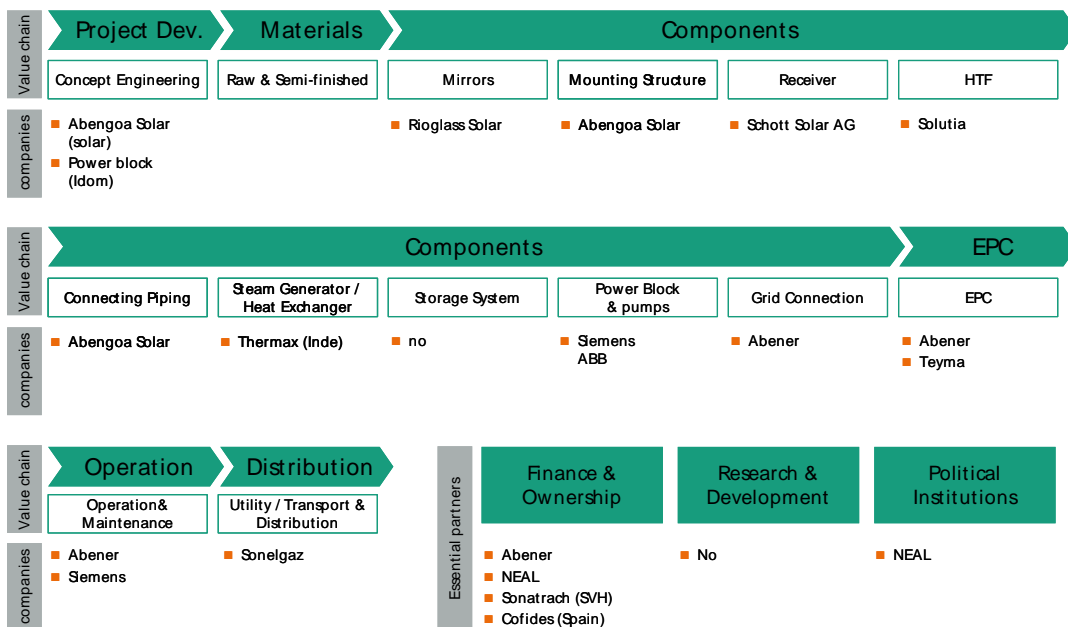 Value chain
Project Dev.
Materials
Components
Concept Engineering
Raw & Semi-finished
Mirrors
Mounting Structure
Receiver
HTF
companies
Abengoa Solar
(solar)
Power block
(Idom)
Rioglass Solar
Abengoa Solar
Schott Solar AG
Solutia
Value chain
Components
EPC
Connecting Piping
Steam Generator /
Heat Exchanger
Storage System
Power Block
& pumps
Grid Connection
EPC
companies
Abengoa Solar
Thermax (Inde)
no
Siemens
ABB
Abener
Abener
Teyma
Value chain
Operation
Distribution
Operation&
Maintenance
Utility / Transport &
Distribution
companies
Abener
Siemens
Sonelgaz
Essential partners
Finance &
Ownership
Research &
Development
Political
Institutions
Abener
NEAL
Sonatrach (SVH)
Cofides (Spain)
No
NEAL